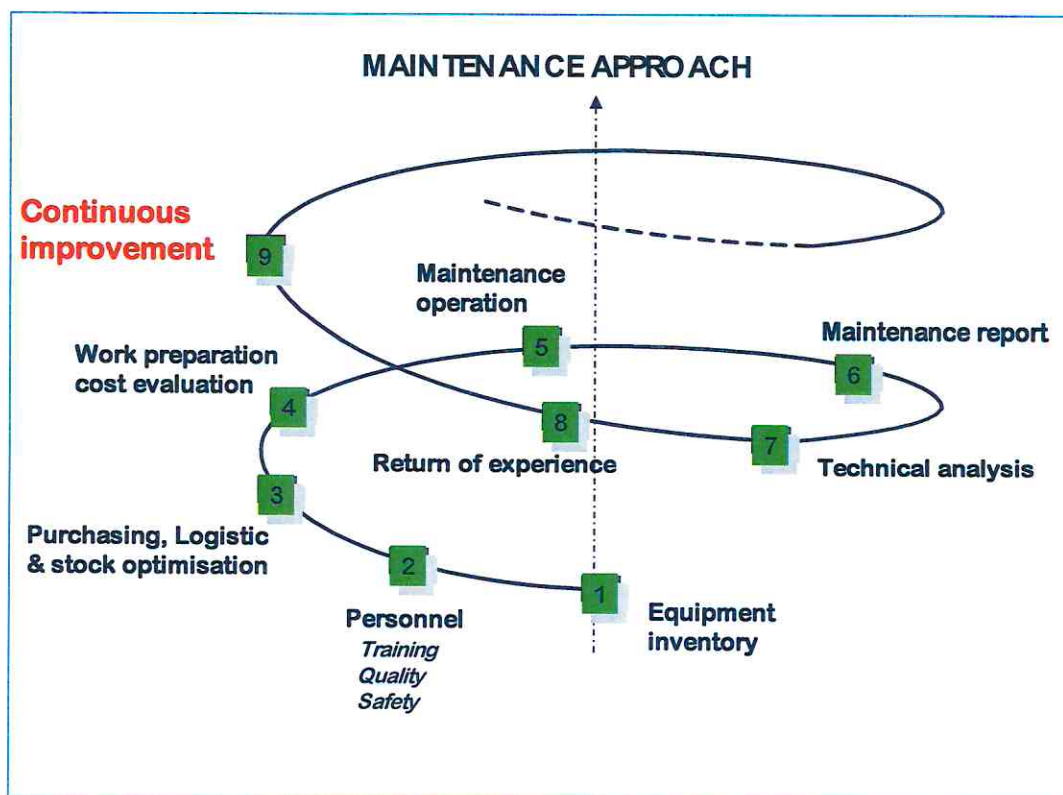 MAINTENANCE APPROACH
Continuous
improvement
9
Maintenance
operation
5
Maintenance report
6
Work preparation
cost evaluation
4
8
Return of experience
7
Technical analysis
3
Purchasing, Logistic
& stock optimisation
2
Personnel
Training
Quality
Safety
1
Equipment
inventory